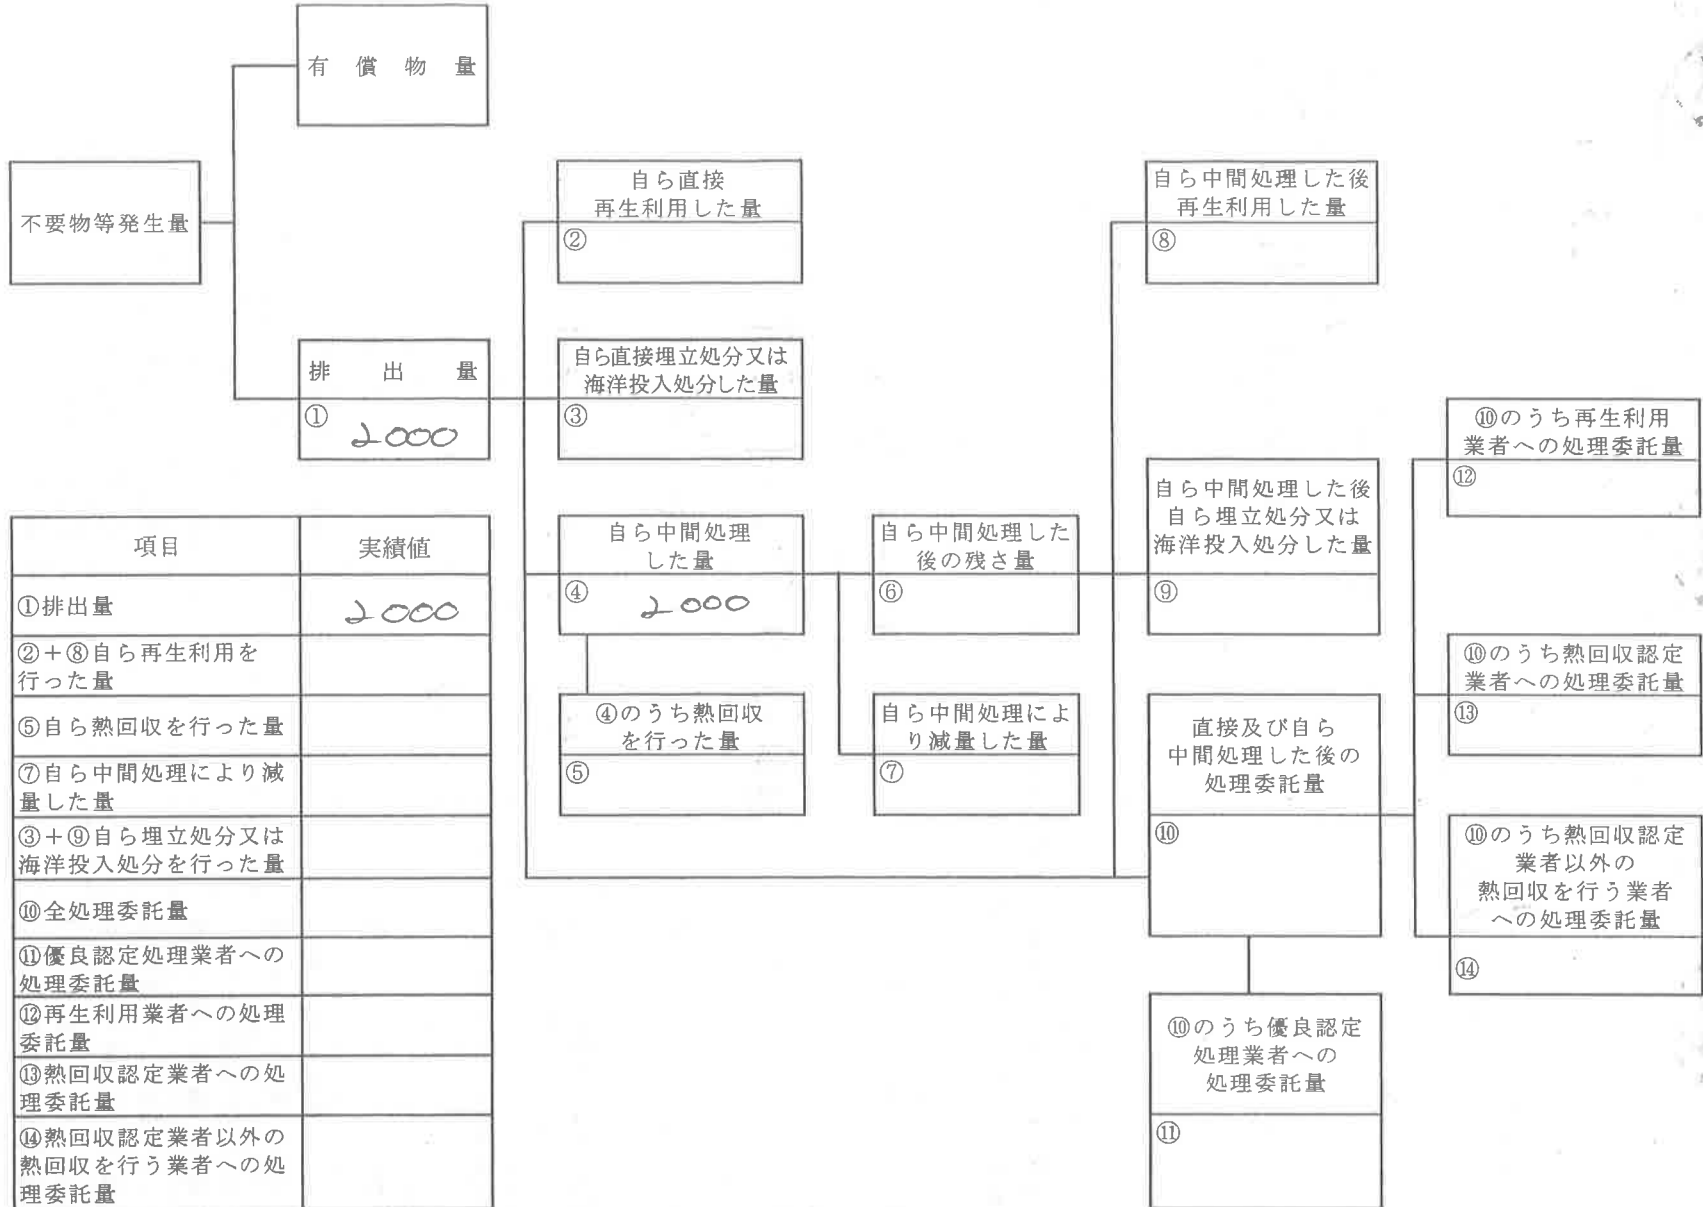 有償物量
不要物等発生量
排出量
① 2000
自ら直接
再生利用した量
②
自ら直接埋立処分又は
海洋投入処分した量
③
自ら中間処理
した量
④ 2000
④のうち熱回収
を行った量
⑤
自ら中間処理した
後の残さ量
⑥
自ら中間処理によ
り減量した量
⑦
自ら中間処理した後
再生利用した量
⑧
自ら中間処理した後
自ら埋立処分又は
海洋投入処分した量
⑨
直接及び自ら
中間処理した後の
処理委託量
⑩
⑩のうち優良認定
処理業者への
処理委託量
⑪
⑩のうち再生利用
業者への処理委託量
⑫
⑩のうち熱回収認定
業者への処理委託量
⑬
⑩のうち熱回収認定
業者以外の
熱回収を行う業者
への処理委託量
⑭
項目 実績値
①排出量 2000
②+⑧自ら再生利用を
行った量
⑤自ら熱回収を行った量
⑦自ら中間処理により減
量した量
③+⑨自ら埋立処分又は
海洋投入処分を行った量
⑩全処理委託量
⑪優良認定処理業者への
処理委託量
⑫再生利用業者への処理
委託量
⑬熱回収認定業者への処
理委託量
⑭熱回収認定業者以外の
熱回収を行う業者への処
理委託量